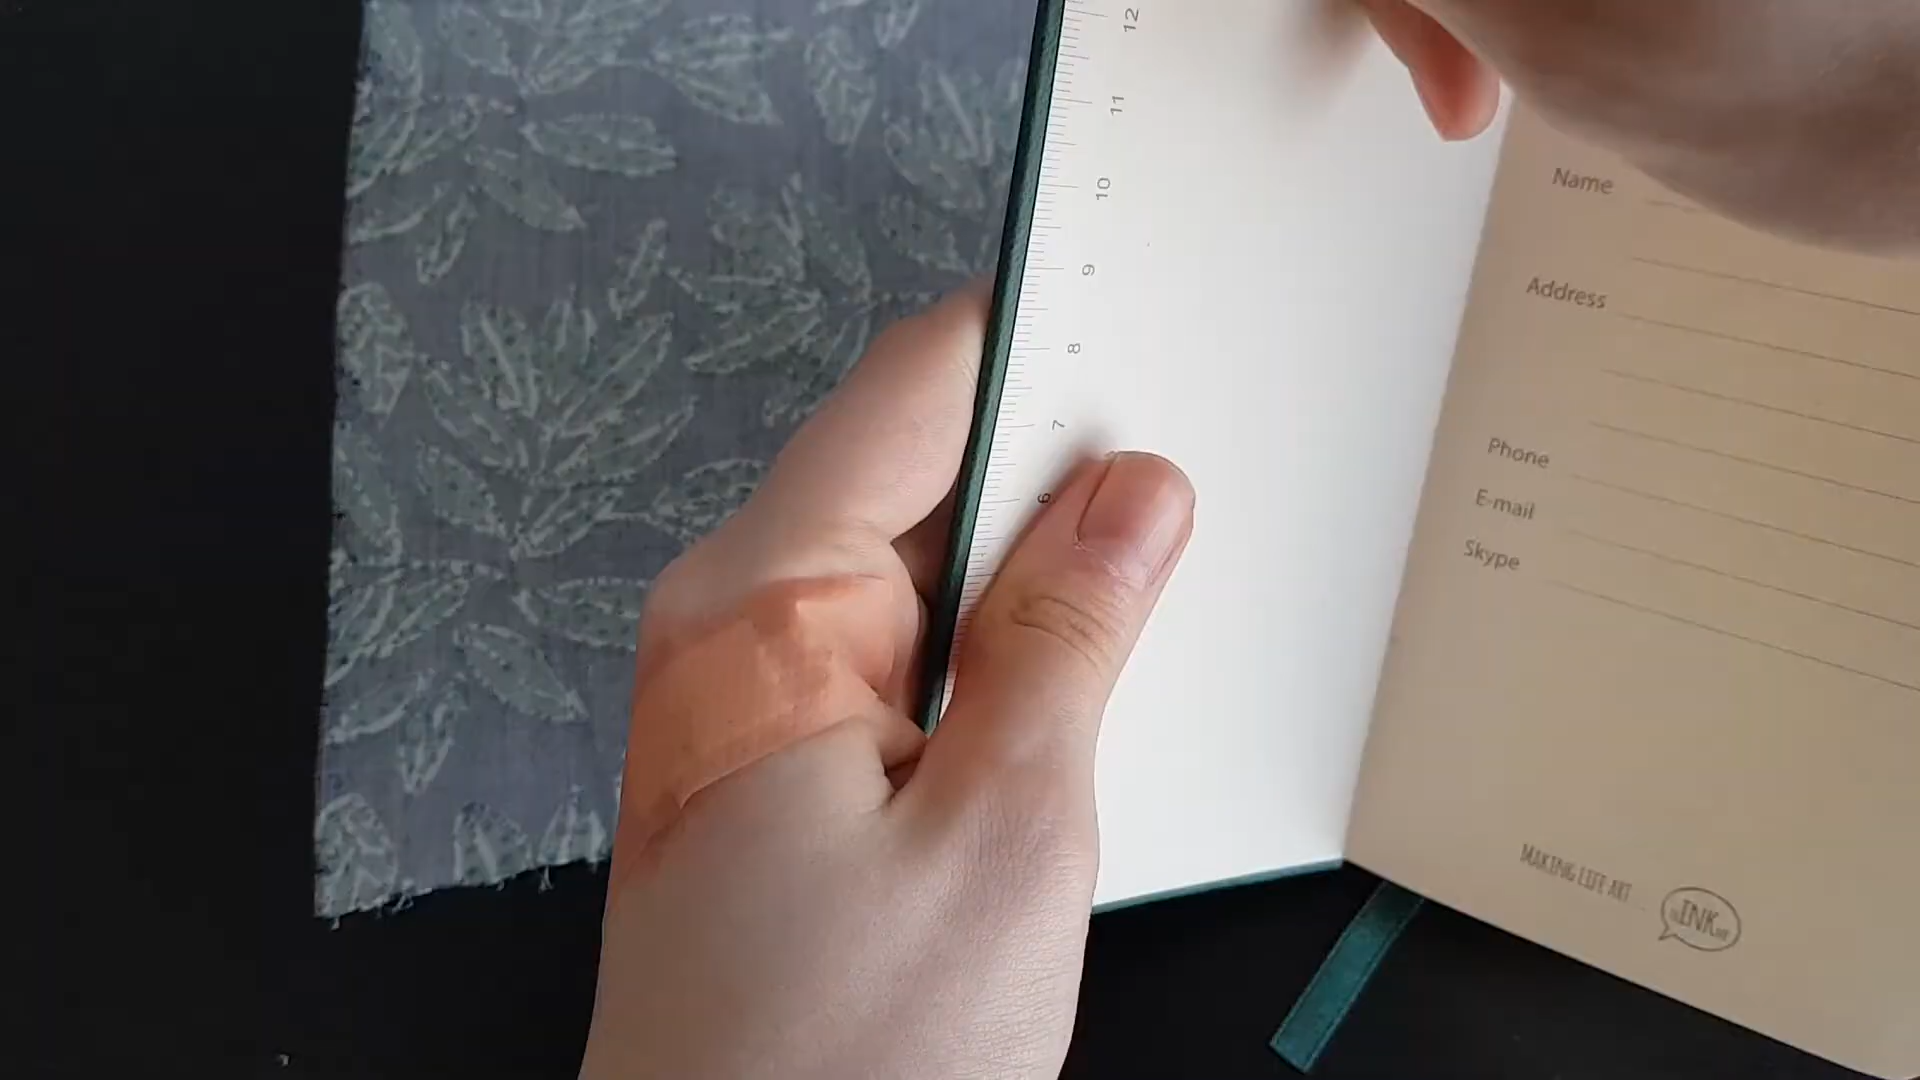 12
11
10
9
8
7
6
Name
Address
Phone
E-mail
Skype
MAKING LIFE ART
INK